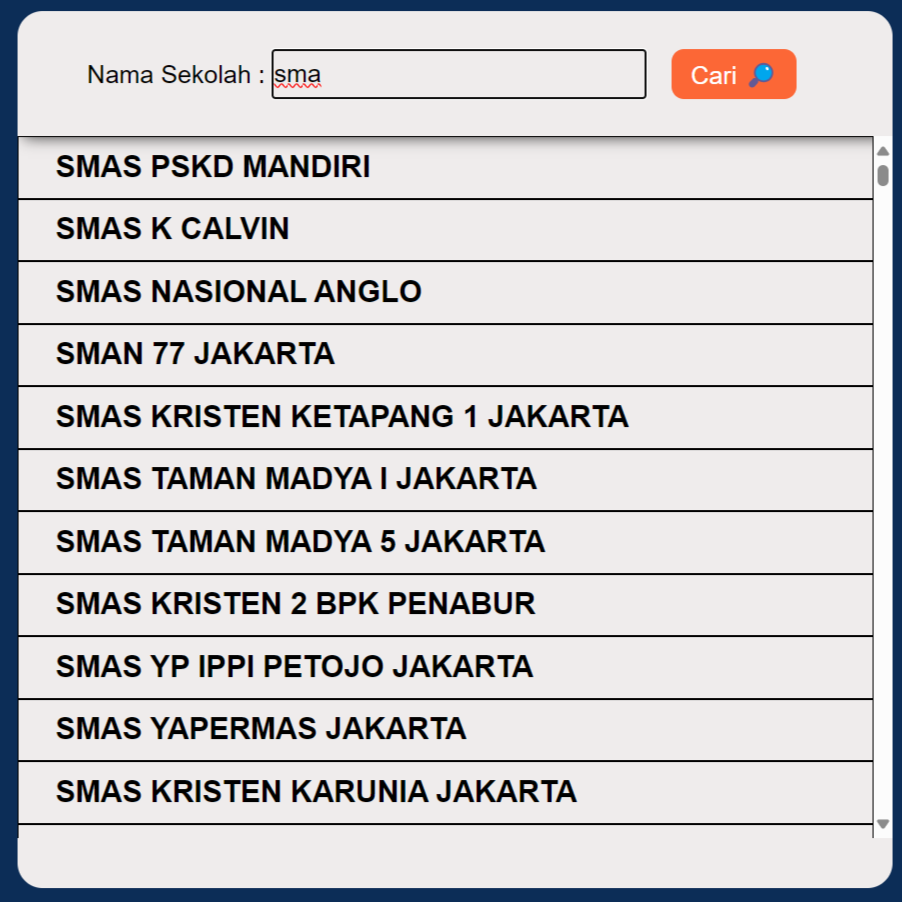 Nama Sekolah : sma Cari 🔎
SMAS PSKD MANDIRI
SMAS K CALVIN
SMAS NASIONAL ANGLO
SMAN 77 JAKARTA
SMAS KRISTEN KETAPANG 1 JAKARTA
SMAS TAMAN MADYA I JAKARTA
SMAS TAMAN MADYA 5 JAKARTA
SMAS KRISTEN 2 BPK PENABUR
SMAS YP IPPI PETOJO JAKARTA
SMAS YAPERMAS JAKARTA
SMAS KRISTEN KARUNIA JAKARTA